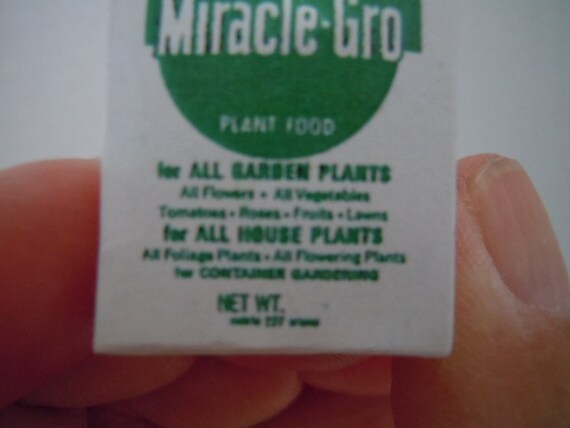 Miracle-Gro
PLANT FOOD
for ALL GARDEN PLANTS
All Flowers • All Vegetables
Tomatoes • Roses • Fruits • Lawns
for ALL HOUSE PLANTS
All Foliage Plants • All Flowering Plants
for CONTAINER GARDENING
NET WT.
227